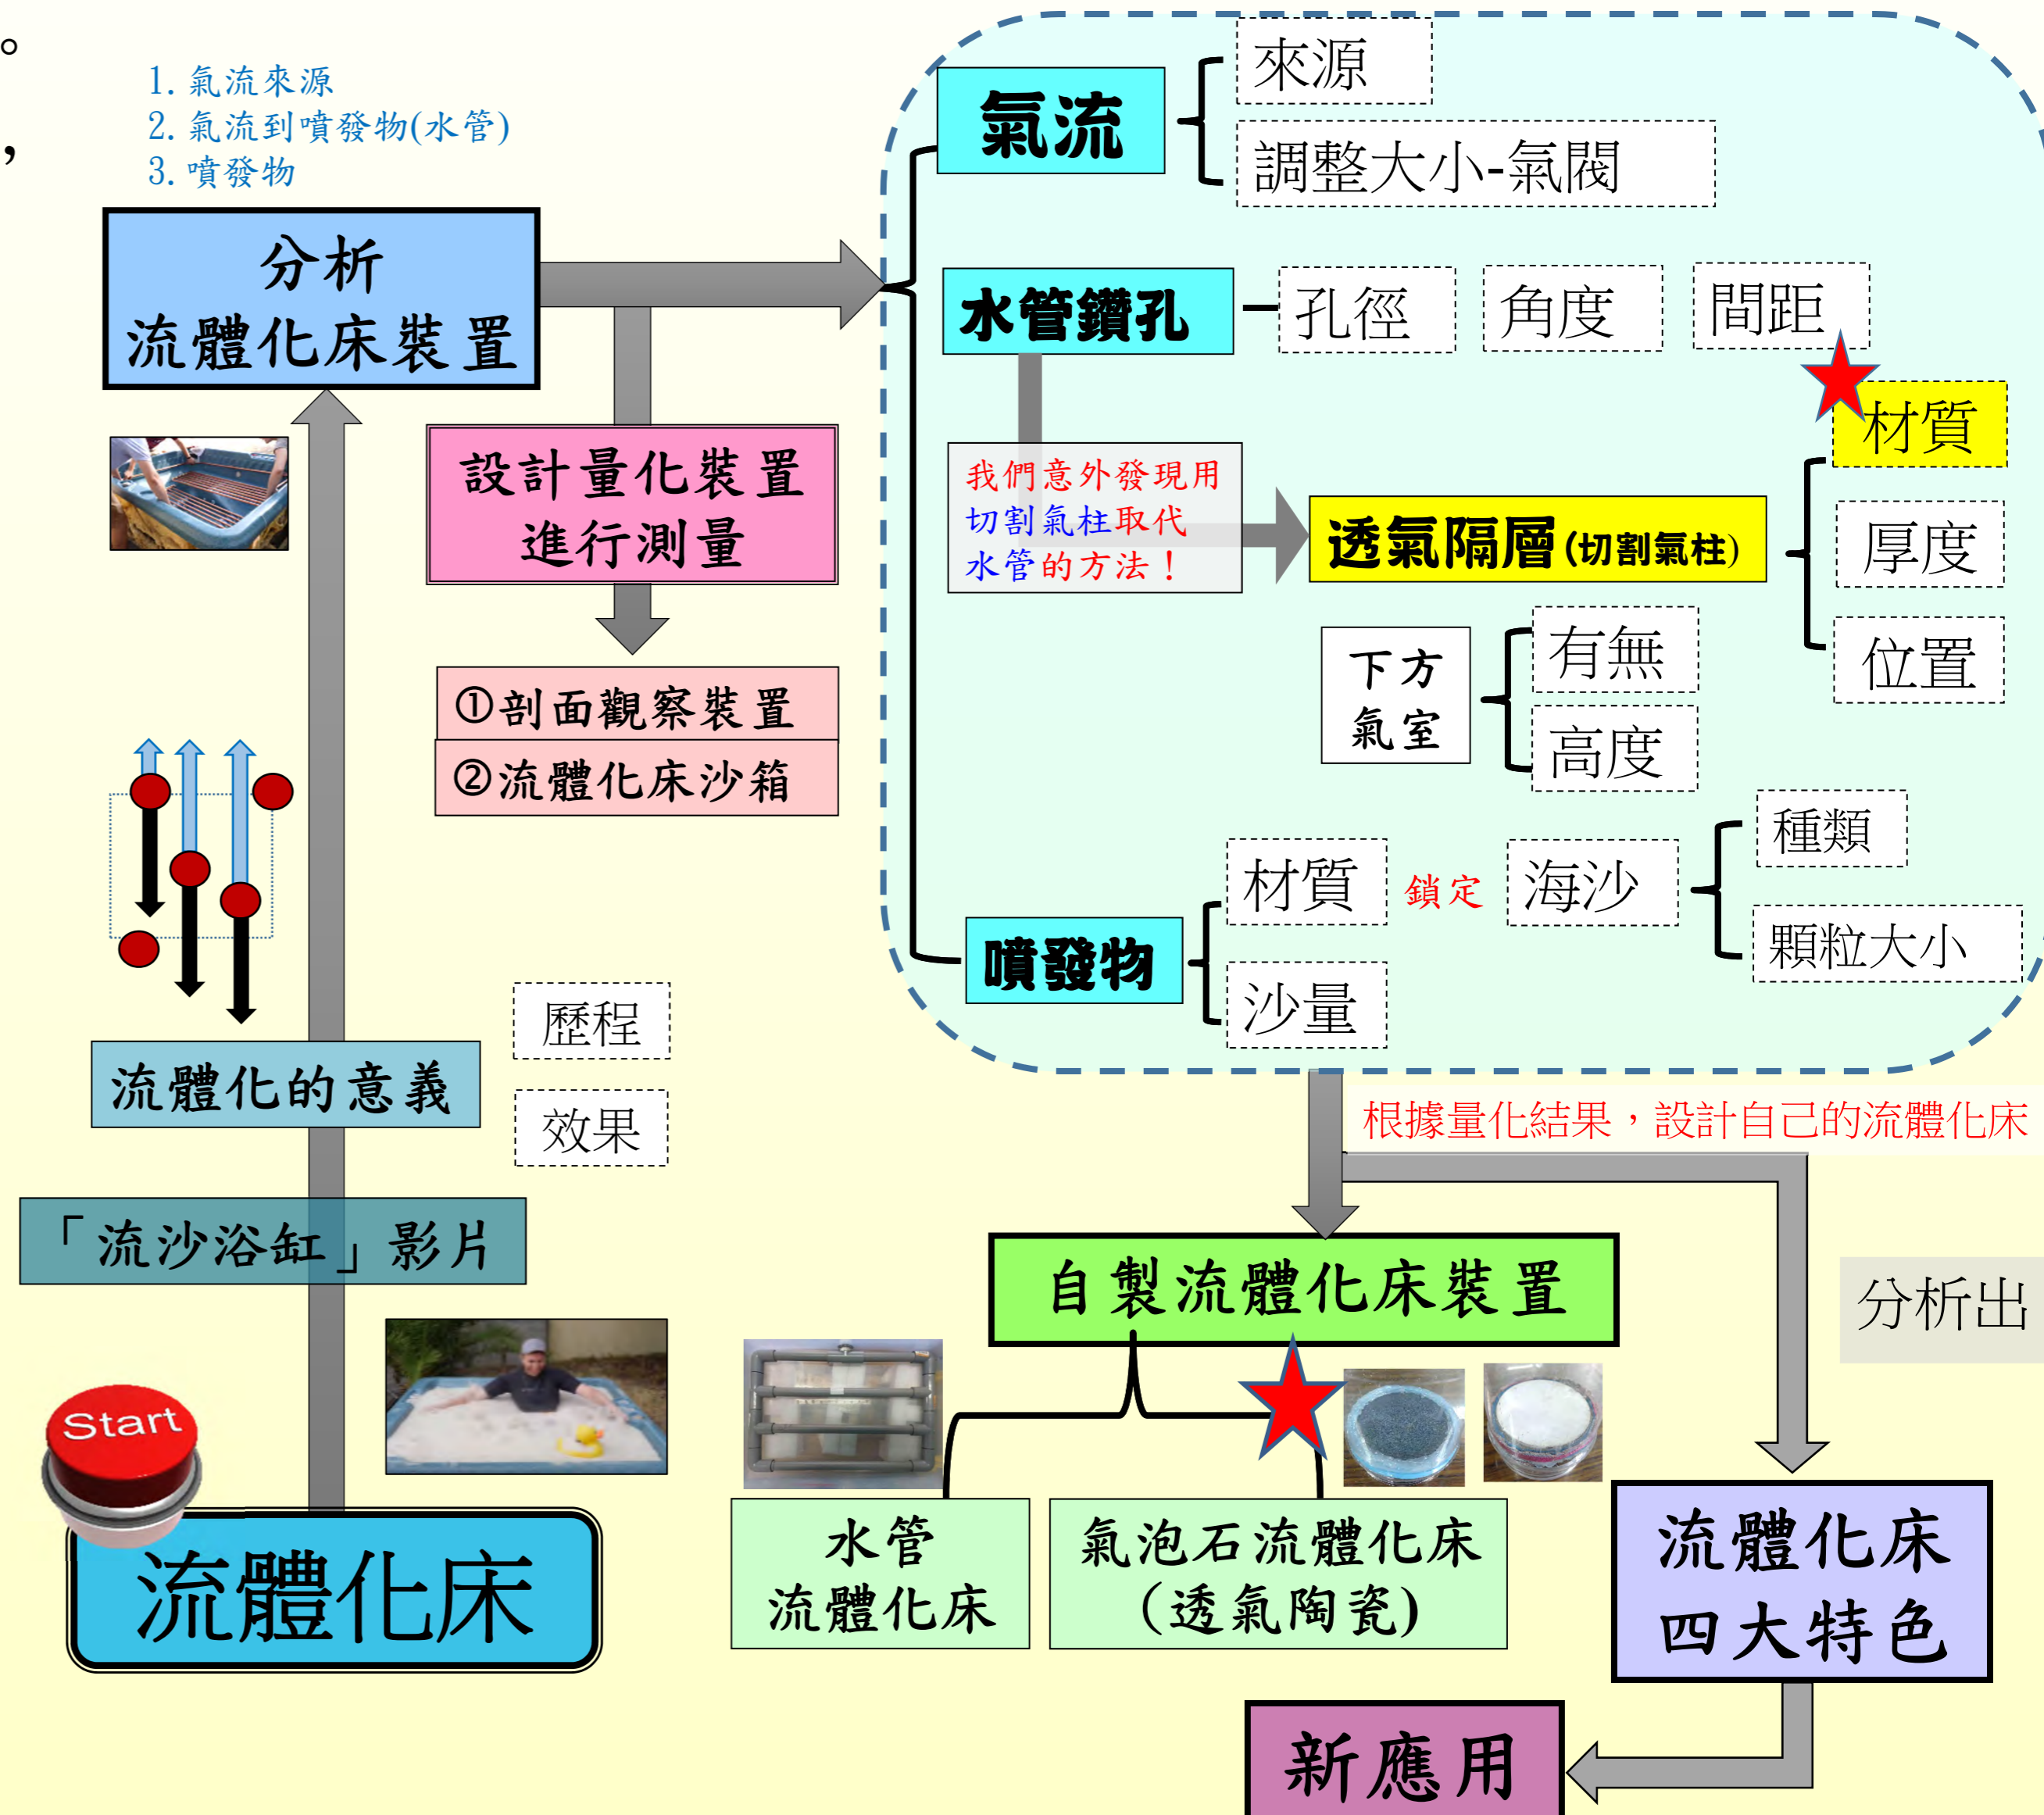 。
，
1. 氣流來源
2. 氣流到噴發物(水管)
3. 噴發物
分析
流體化床裝置
設計量化裝置
進行測量
①剖面觀察裝置
②流體化床沙箱
流體化的意義
歷程
效果
「流沙浴缸」影片
Start
流體化床
氣流
來源
調整大小-氣閥
水管鑽孔
孔徑
角度
間距
我們意外發現用
切割氣柱取代
水管的方法！
透氣隔層(切割氣柱)
材質
厚度
位置
下方
氣室
有無
高度
噴發物
材質
鎖定
海沙
種類
顆粒大小
沙量
根據量化結果，設計自己的流體化床
自製流體化床裝置
分析出
水管
流體化床
氣泡石流體化床
(透氣陶瓷)
流體化床
四大特色
新應用